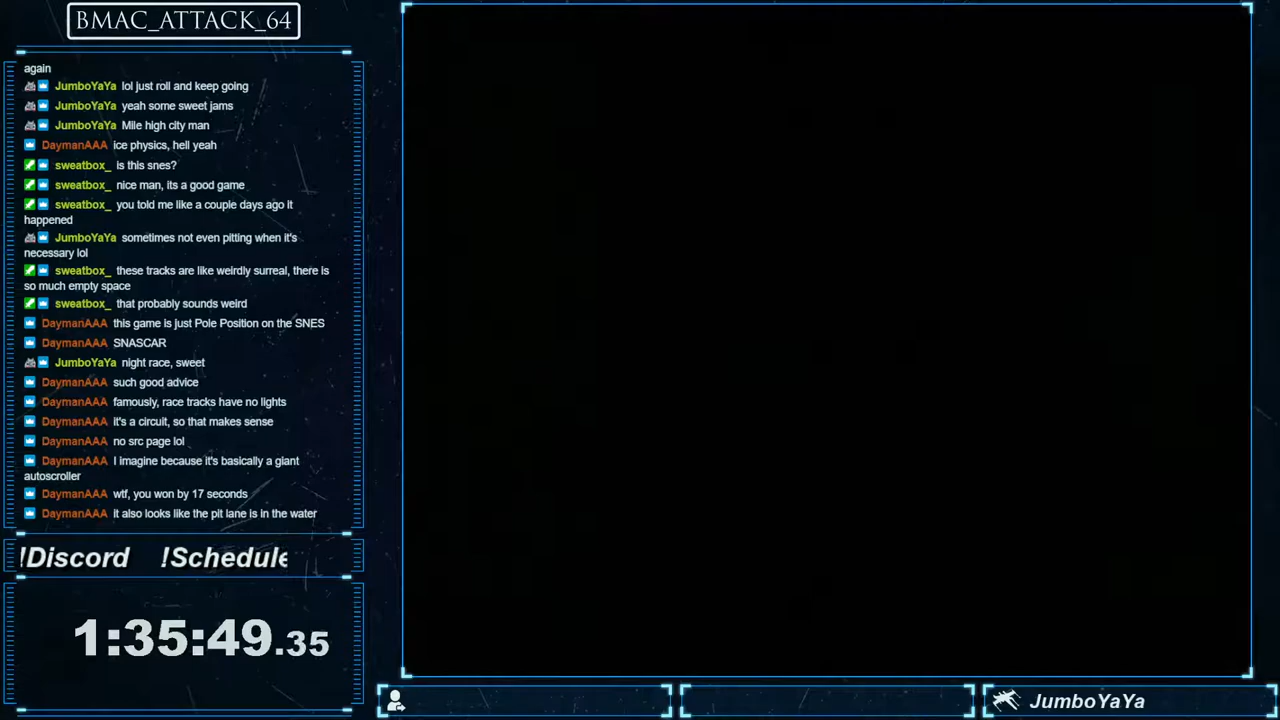 BMAC_ATTACK_64
again
JumboYaYa lol just roll and keep going
JumboYaYa yeah some sweet jams
JumboYaYa Mile high city man
DaymanAAA ice physics, hell yeah
sweatbox_ is this snes?
sweatbox_ nice man, its a good game
sweatbox_ you told me like a couple days ago it
happened
JumboYaYa sometimes not even pitting when it's
necessary lol
sweatbox_ these tracks are like weirdly surreal, there is
so much empty space
sweatbox_ that probably sounds weird
DaymanAAA this game is just Pole Position on the SNES
DaymanAAA SNASCAR
JumboYaYa night race, sweet
DaymanAAA such good advice
DaymanAAA famously, race tracks have no lights
DaymanAAA it's a circuit, so that makes sense
DaymanAAA no src page lol
DaymanAAA I imagine because it's basically a giant
autoscroller
DaymanAAA wtf, you won by 17 seconds
DaymanAAA it also looks like the pit lane is in the water
!Discord !Schedule
1:35:49.35
JumboYaYa